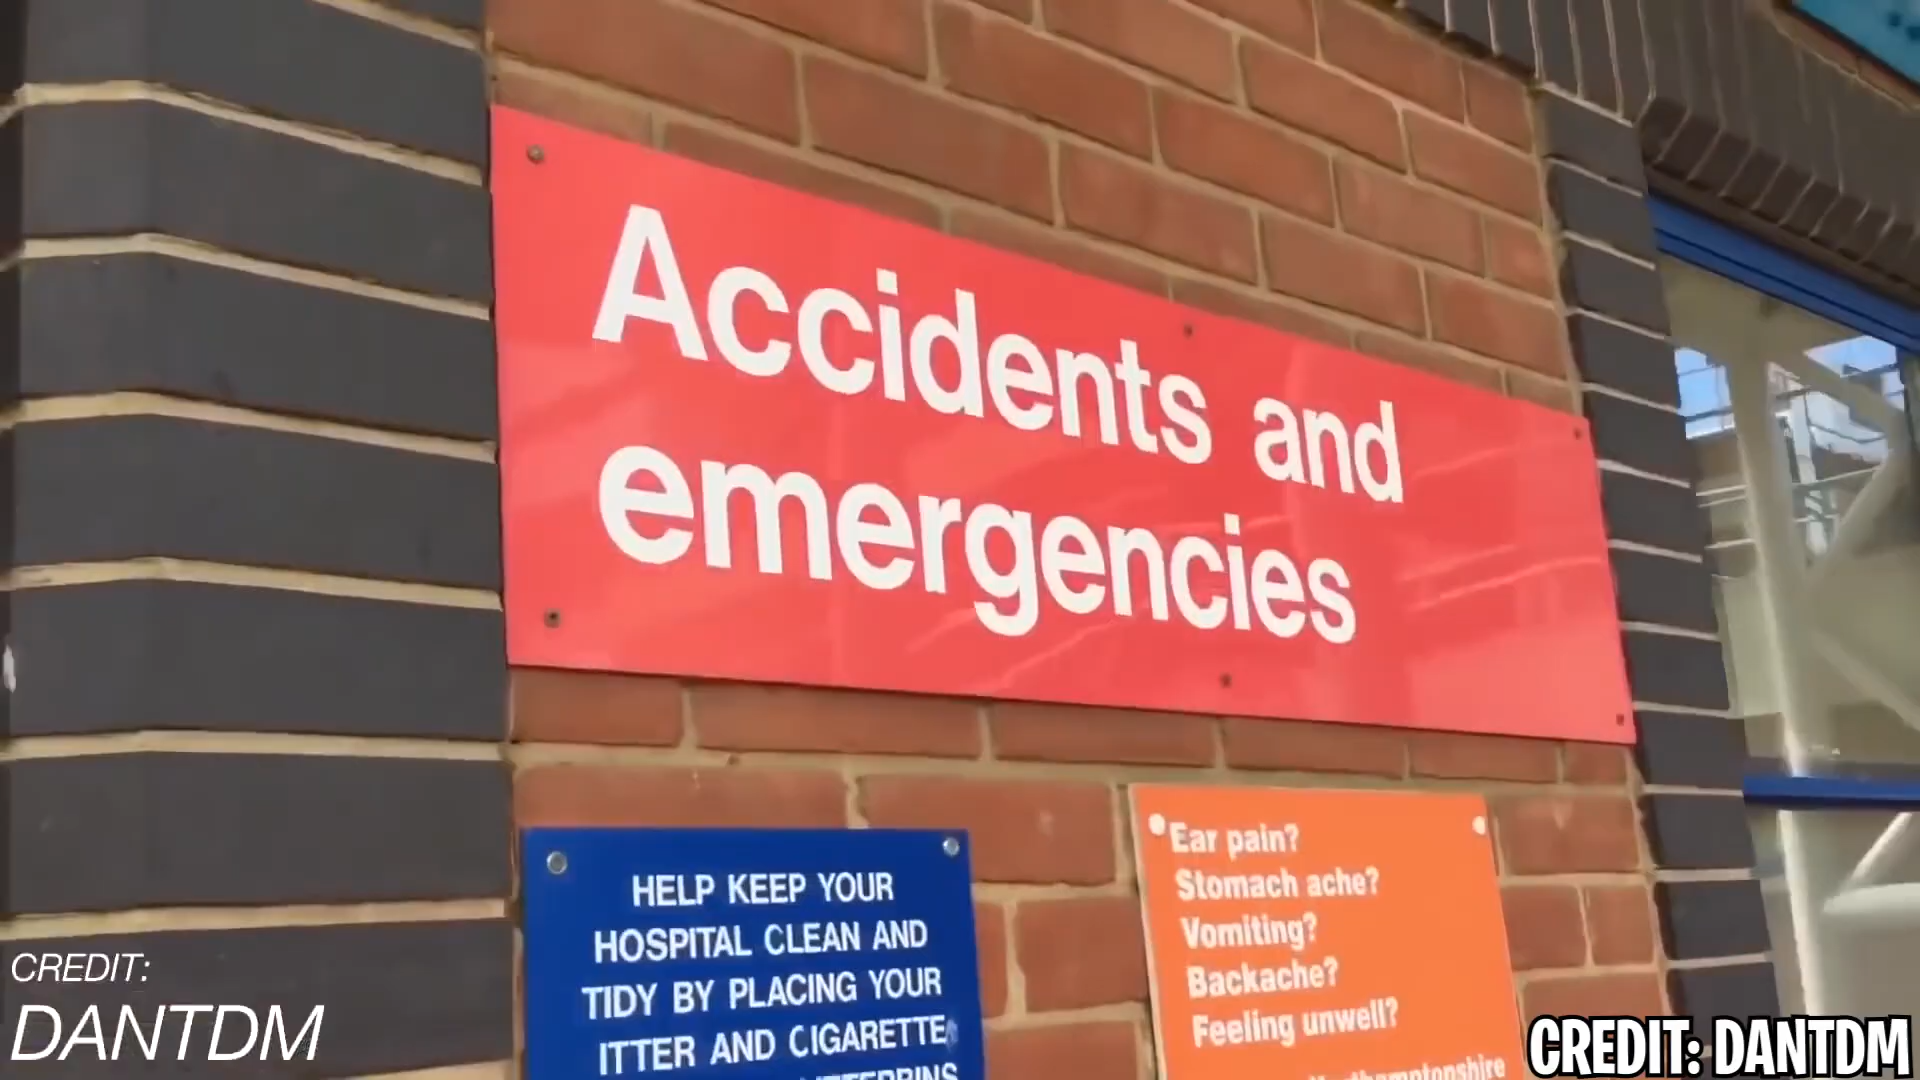 Accidents and
emergencies
HELP KEEP YOUR
HOSPITAL CLEAN AND
TIDY BY PLACING YOUR
ITTER AND CIGARETTE
Ear pain?
Stomach ache?
Vomiting?
Backache?
Feeling unwell?
CREDIT:
DANTDM
CREDIT: DANTDM